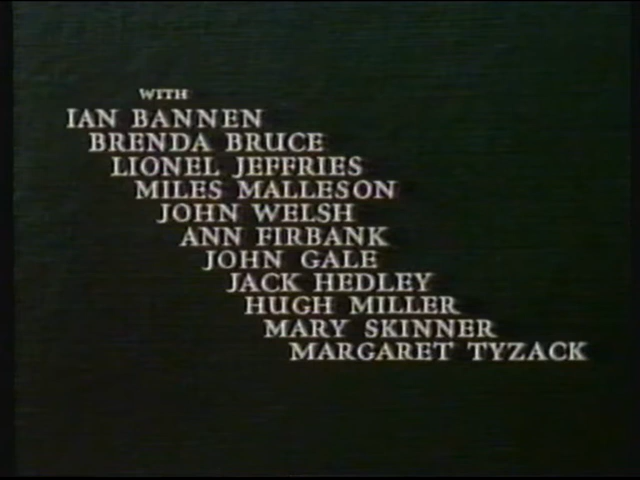 WITH
IAN BANNEN
BRENDA BRUCE
LIONEL JEFFRIES
MILES MALLESON
JOHN WELSH
ANN FIRBANK
JOHN GALE
JACK HEDLEY
HUGH MILLER
MARY SKINNER
MARGARET TYZACK